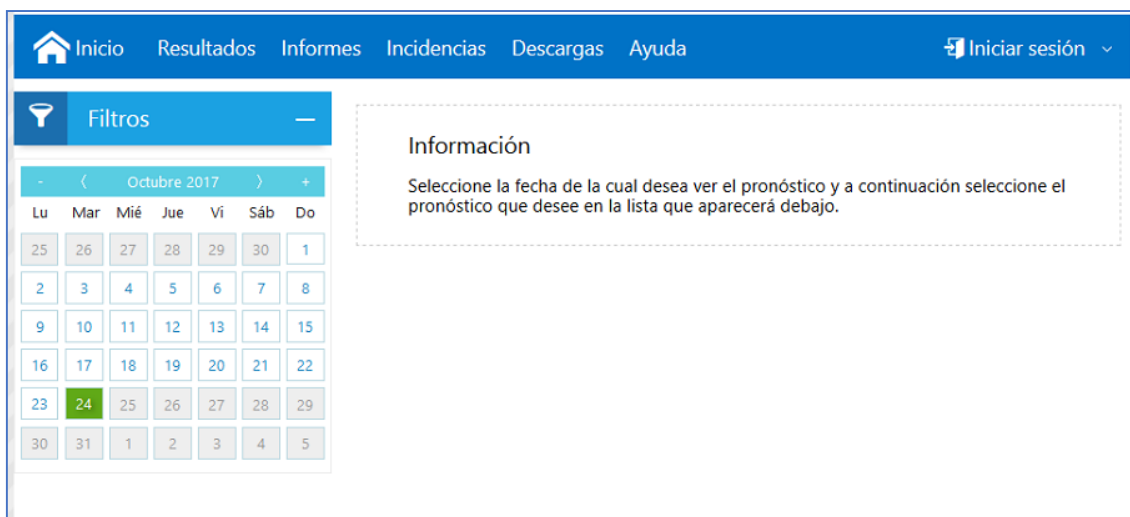 Inicio Resultados Informes Incidencias Descargas Ayuda Iniciar sesión
Filtros
- Octubre 2017 +
Lu Mar Mié Jue Vi Sáb Do
25 26 27 28 29 30 1
2 3 4 5 6 7 8
9 10 11 12 13 14 15
16 17 18 19 20 21 22
23 24 25 26 27 28 29
30 31 1 2 3 4 5
Información
Seleccione la fecha de la cual desea ver el pronóstico y a continuación seleccione el
pronóstico que desee en la lista que aparecerá debajo.